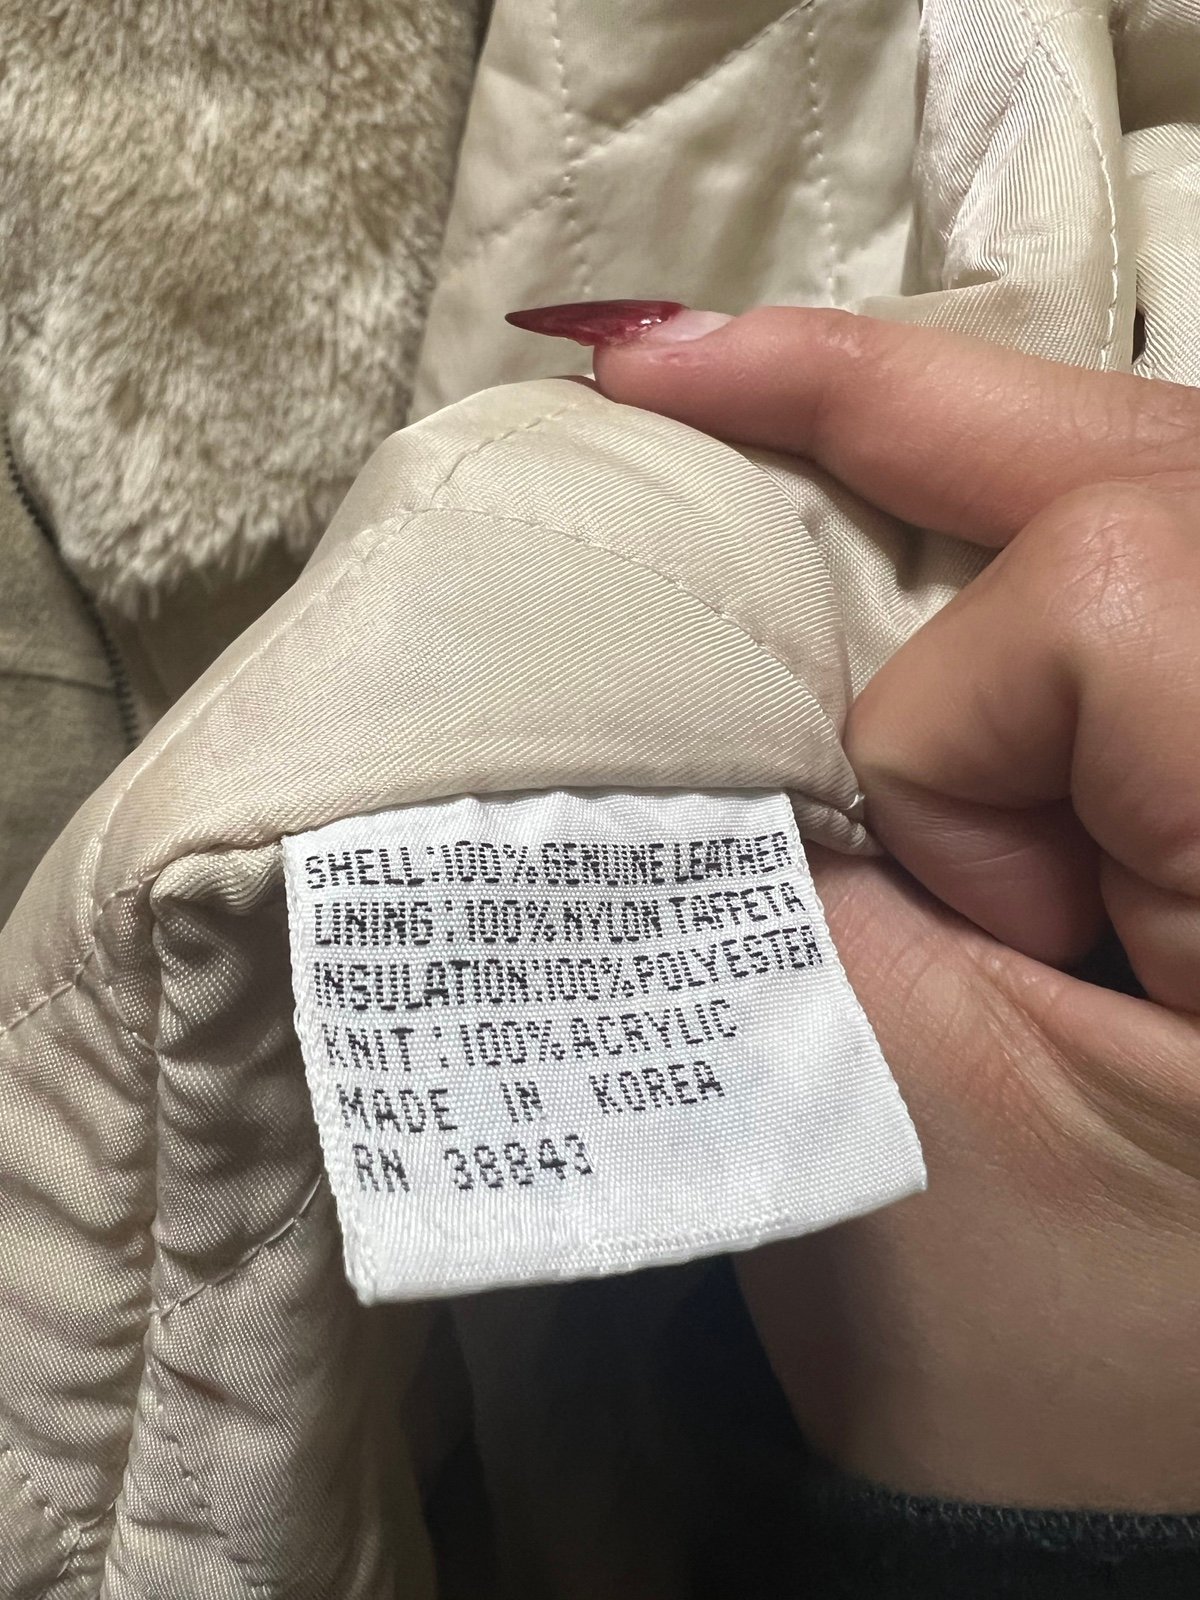 SHELL:100% GENUINE LEATHER
LINING:100% NYLON TAFFETA
INSULATION:100% POLYESTER
KNIT:100% ACRYLIC
MADE IN KOREA
RN 38843